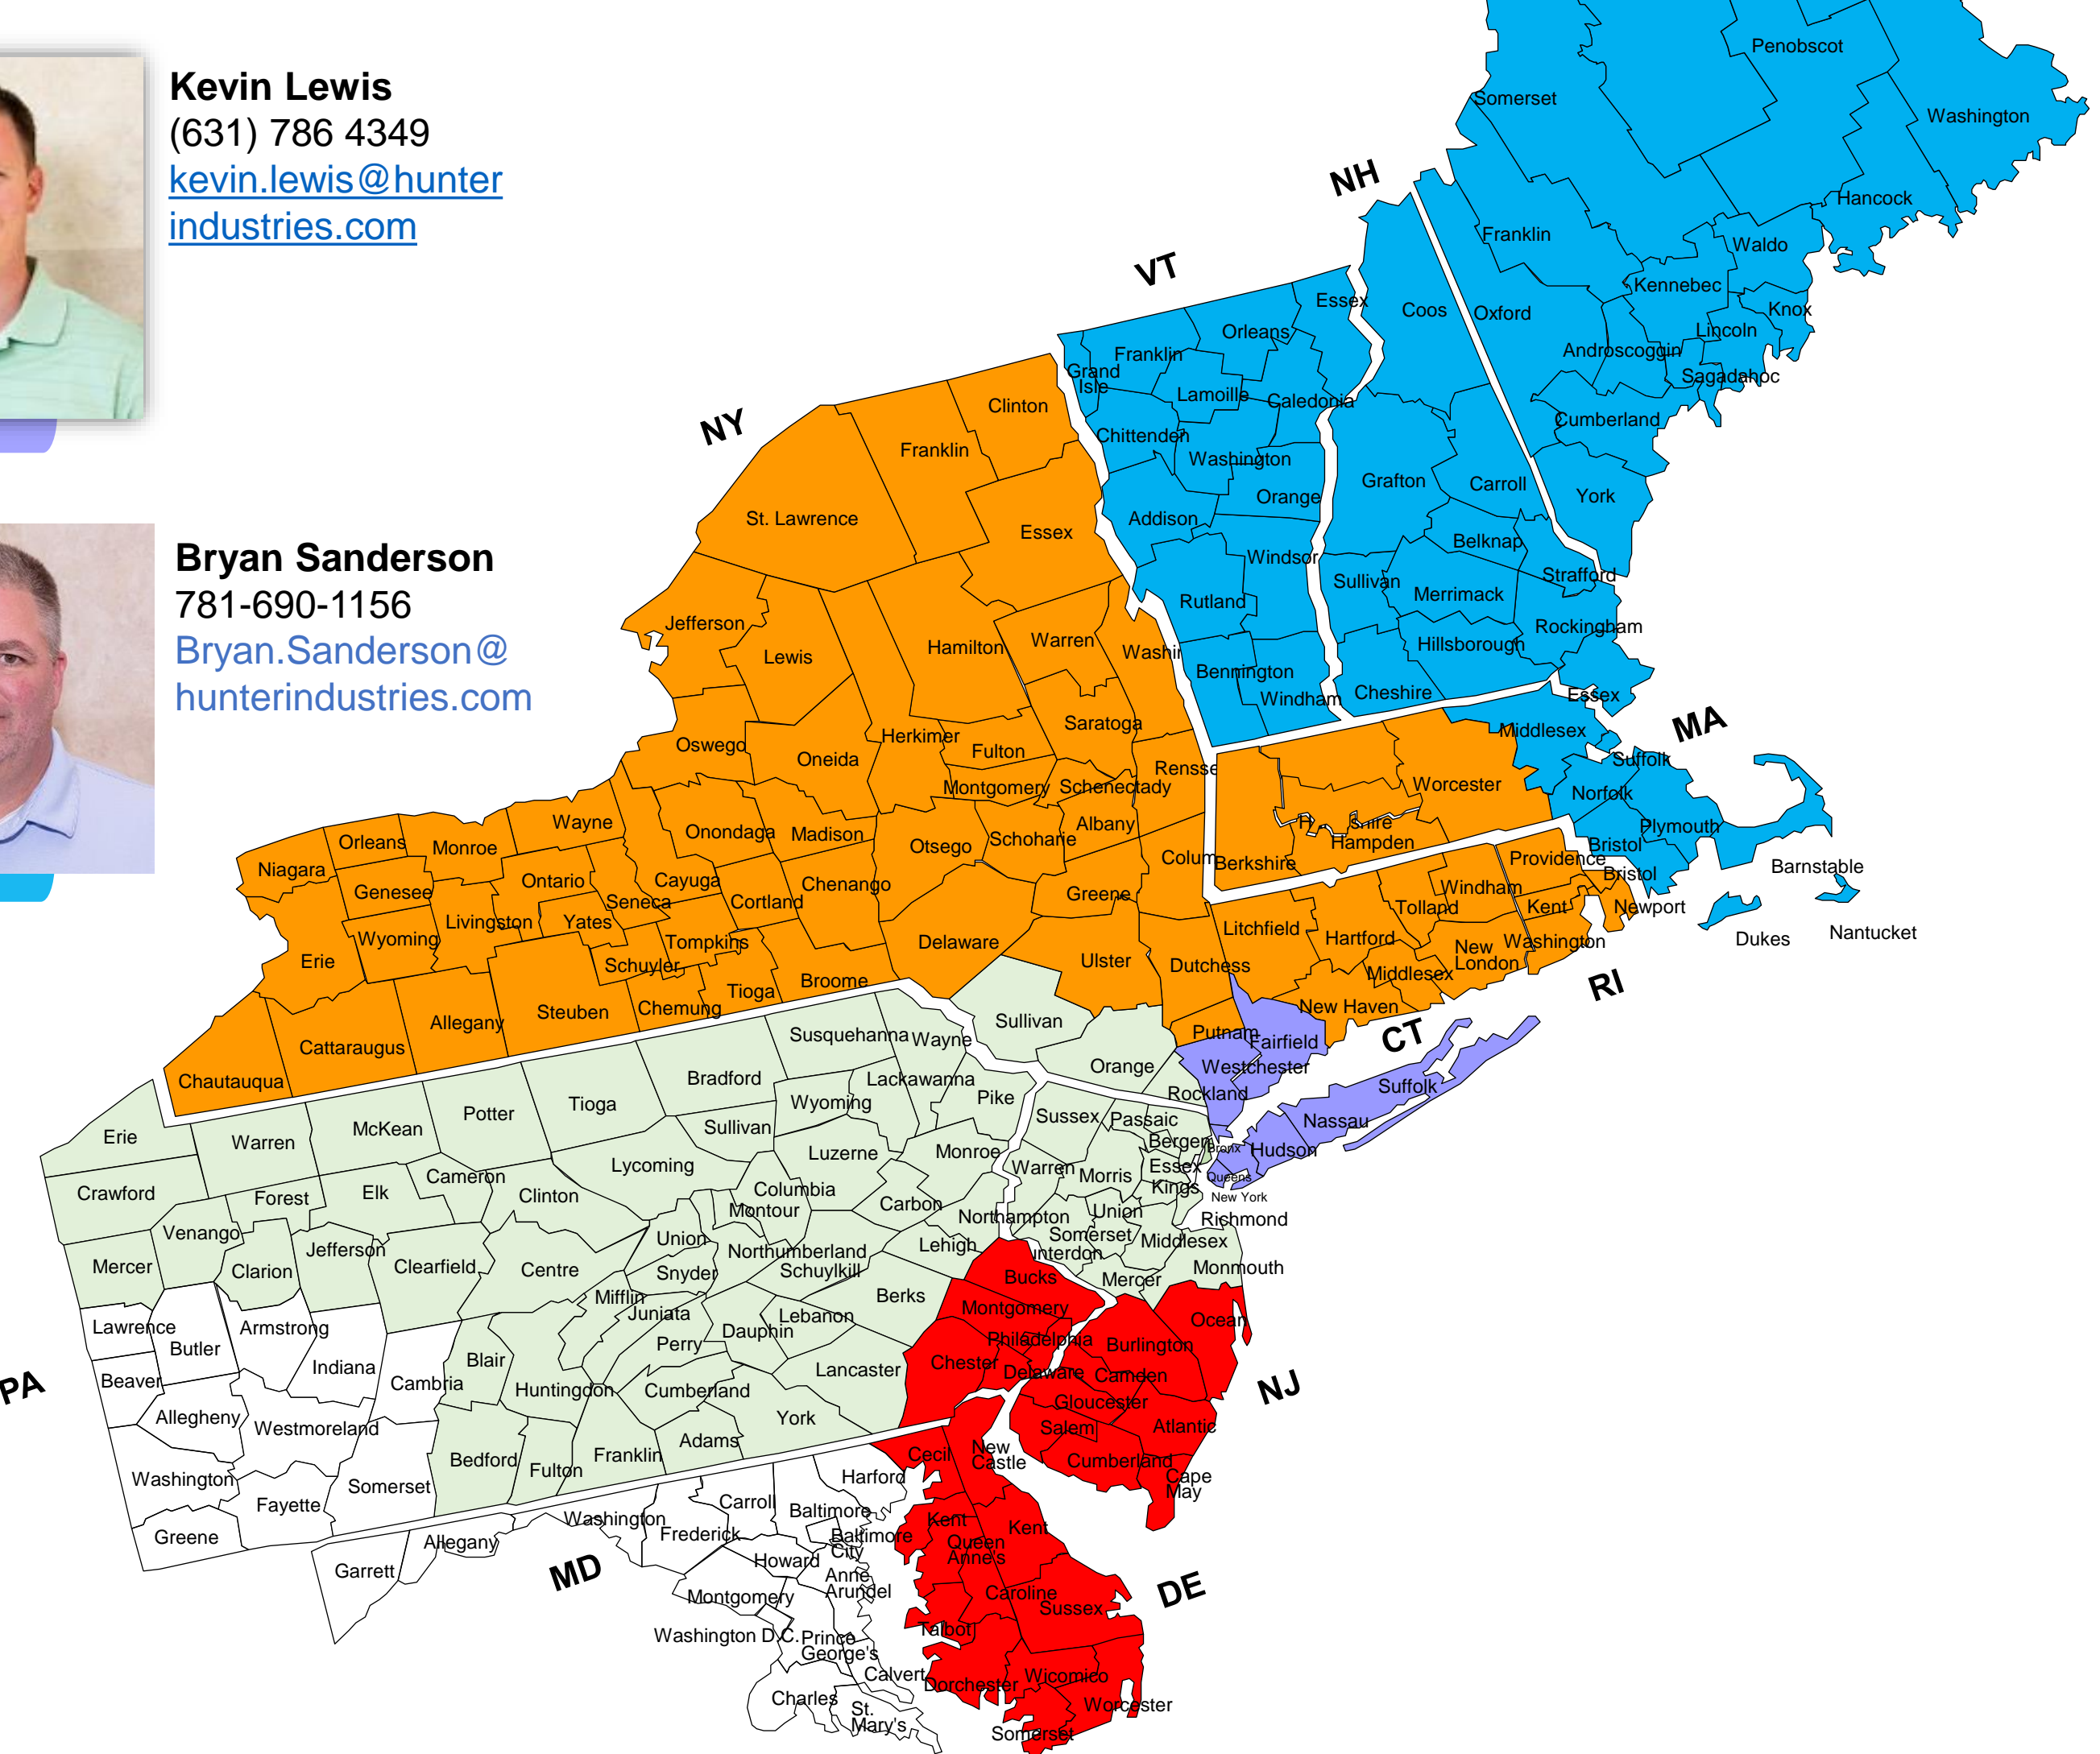 Kevin Lewis
(631) 786 4349
kevin.lewis@hunter
industries.com
Bryan Sanderson
781-690-1156
Bryan.Sanderson@
hunterindustries.com
Penobscot
Somerset
Washington
NH
Hancock
Franklin
Waldo
VT
Kennebec
Essex
Coos
Oxford
Knox
Orleans
Lincoln
Franklin
Androscoggin
Grand
Isle
Sagadahoc
Lamoille
Caledonia
NY
Clinton
Cumberland
Chittenden
Franklin
Washington
Grafton
Carroll
Orange
York
St. Lawrence
Addison
Essex
Belknap
Windsor
Strafford
Sullivan
Merrimack
Rutland
Jefferson
Rockingham
Hamilton
Warren
Hillsborough
Lewis
Washin
Bennington
Windham
Cheshire
Essex
MA
Saratoga
Middlesex
Herkimer
Oswego
Fulton
Oneida
Suffolk
Rensse
Montgomery
Schenectady
Worcester
Norfolk
Wayne
Albany
Plymouth
Onondaga
Madison
Schoharie
Hampden
Orleans
Monroe
Otsego
Bristol
Colum
Berkshire
Providence
Barnstable
Niagara
Bristol
Ontario
Cayuga
Chenango
Windham
Genesee
Greene
Seneca
Cortland
Tolland
Kent
Newport
Livingston
Yates
Litchfield
Hartford
Wyoming
Tompkins
Delaware
New
London
Washington
Dukes
Nantucket
Erie
Schuyler
Ulster
Dutchess
Middlesex
RI
Broome
Tioga
Steuben
Chemung
New Haven
Allegany
Sullivan
Putnam
Fairfield
CT
Susquehanna
Wayne
Cattaraugus
Orange
Westchester
Chautauqua
Bradford
Lackawanna
Rockland
Suffolk
Tioga
Wyoming
Pike
Potter
Sussex
Passaic
Nassau
McKean
Sullivan
Erie
Warren
Bergen
Bronx
Hudson
Luzerne
Monroe
Lycoming
Warren
Morris
Essex
Cameron
Queens
Crawford
Forest
Elk
Clinton
Columbia
Kings
New York
Montour
Carbon
Northampton
Union
Richmond
Venango
Union
Somerset
Middlesex
Jefferson
Northumberland
Lehigh
unterdon
Mercer
Clarion
Clearfield
Centre
Snyder
Schuylkill
Bucks
Mercer
Monmouth
Mifflin
Berks
Juniata
Lebanon
Montgomery
Ocean
Lawrence
Armstrong
Dauphin
Butler
Perry
Philadelphia
Burlington
Blair
Chester
Indiana
Lancaster
Delaware
Camden
PA
Beaver
Cambria
Huntingdon
Cumberland
NJ
Gloucester
Allegheny
York
Westmoreland
Salem
Atlantic
Adams
Bedford
Franklin
Fulton
Cecil
New
Castle
Cumberland
Washington
Somerset
Harford
Cape
May
Fayette
Carroll
Baltimore
Washington
Kent
Kent
Greene
Allegany
Frederick
Baltimore
City
Queen
Anne's
Garrett
Howard
MD
Anne
Arundel
DE
Montgomery
Caroline
Sussex
Washington D.C.
Prince
George's
Talbot
Calvert
Dorchester
Wicomico
Charles
St.
Mary's
Worcester
Somerset